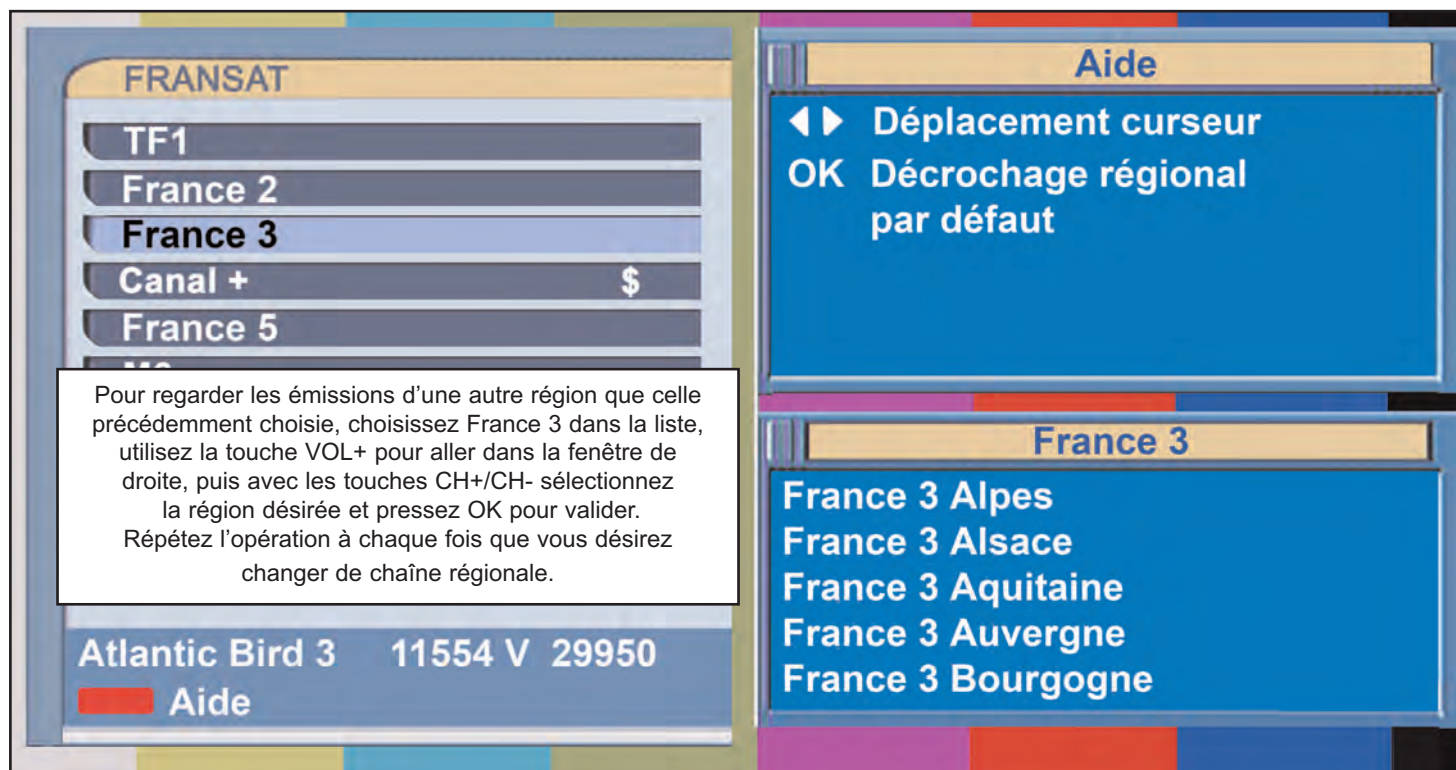 FRANSAT
TF1
France 2
France 3
Canal + $
France 5
Pour regarder les émissions d’une autre région que celle
précédemment choisie, choisissez France 3 dans la liste,
utilisez la touche VOL+ pour aller dans la fenêtre de
droite, puis avec les touches CH+/CH- sélectionnez
la région désirée et pressez OK pour valider.
Répétez l’opération à chaque fois que vous désirez
changer de chaîne régionale.
Atlantic Bird 3 11554 V 29950
Aide
Aide
Déplacement curseur
OK Décrochage régional
par défaut
France 3
France 3 Alpes
France 3 Alsace
France 3 Aquitaine
France 3 Auvergne
France 3 Bourgogne